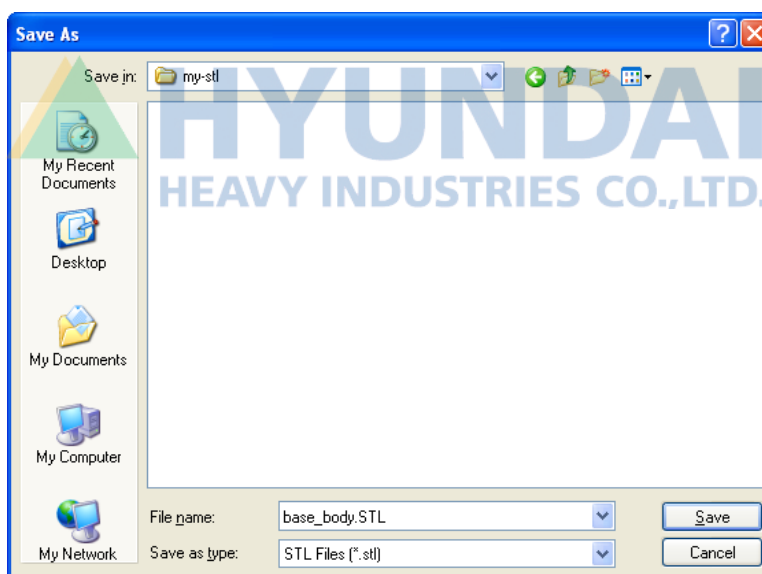 Save As
Save in:
my-stl
HYUNDAI
HEAVY INDUSTRIES CO.,LTD.
My Recent
Documents
Desktop
My Documents
My Computer
My Network
File name:
base_body.STL
Save
Save as type:
STL Files (*.stl)
Cancel